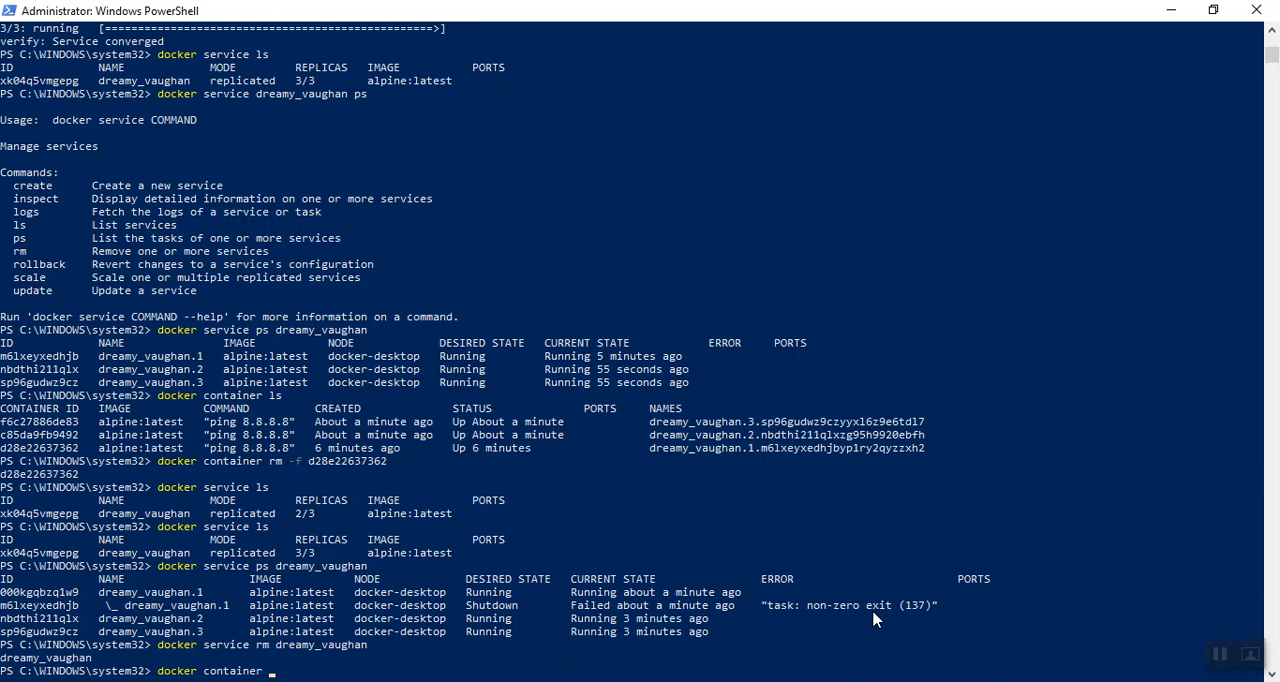 Administrator: Windows PowerShell
3/3: running   [==================================================>]
verify: Service converged
PS C:\WINDOWS\system32> docker service ls
ID             NAME            MODE         REPLICAS   IMAGE           PORTS
xk04q5vmgepg   dreamy_vaughan   replicated   3/3        alpine:latest
PS C:\WINDOWS\system32> docker service dreamy_vaughan ps
Usage:  docker service COMMAND
Manage services
Commands:
  create      Create a new service
  inspect     Display detailed information on one or more services
  logs        Fetch the logs of a service or task
  ls          List services
  ps          List the tasks of one or more services
  rm          Remove one or more services
  rollback    Revert changes to a service's configuration
  scale       Scale one or multiple replicated services
  update      Update a service
Run 'docker service COMMAND --help' for more information on a command.
PS C:\WINDOWS\system32> docker service ps dreamy_vaughan
ID             NAME               IMAGE           NODE             DESIRED STATE   CURRENT STATE            ERROR     PORTS
m6lxeyxedhjb   dreamy_vaughan.1   alpine:latest   docker-desktop   Running         Running 5 minutes ago
nbdthi211qlx   dreamy_vaughan.2   alpine:latest   docker-desktop   Running         Running 55 seconds ago
sp96gudwz9cz   dreamy_vaughan.3   alpine:latest   docker-desktop   Running         Running 55 seconds ago
PS C:\WINDOWS\system32> docker container ls
CONTAINER ID   IMAGE           COMMAND          CREATED              STATUS              PORTS     NAMES
f6c27886de83   alpine:latest   "ping 8.8.8.8"   About a minute ago   Up About a minute             dreamy_vaughan.3.sp96gudwz9czyyxl6z9e6tdl7
c85da9fb9492   alpine:latest   "ping 8.8.8.8"   About a minute ago   Up About a minute             dreamy_vaughan.2.nbdthi211qlxzg95h9920ebfh
d28e22637362   alpine:latest   "ping 8.8.8.8"   6 minutes ago        Up 6 minutes                  dreamy_vaughan.1.m6lxeyxedhjbyp1ry2qyzzxh2
PS C:\WINDOWS\system32> docker container rm -f d28e22637362
d28e22637362
PS C:\WINDOWS\system32> docker service ls
ID             NAME             MODE         REPLICAS   IMAGE           PORTS
xk04q5vmgepg   dreamy_vaughan   replicated   2/3        alpine:latest
PS C:\WINDOWS\system32> docker service ls
ID             NAME             MODE         REPLICAS   IMAGE           PORTS
xk04q5vmgepg   dreamy_vaughan   replicated   3/3        alpine:latest
PS C:\WINDOWS\system32> docker service ps dreamy_vaughan
ID             NAME                   IMAGE           NODE             DESIRED STATE   CURRENT STATE                ERROR                         PORTS
000kgqbzqlw9   dreamy_vaughan.1       alpine:latest   docker-desktop   Running         Running about a minute ago
m6lxeyxedhjb    \_ dreamy_vaughan.1   alpine:latest   docker-desktop   Shutdown        Failed about a minute ago    "task: non-zero exit (137)"
nbdthi211qlx   dreamy_vaughan.2       alpine:latest   docker-desktop   Running         Running 3 minutes ago
sp96gudwz9cz   dreamy_vaughan.3       alpine:latest   docker-desktop   Running         Running 3 minutes ago
PS C:\WINDOWS\system32> docker service rm dreamy_vaughan
dreamy_vaughan
PS C:\WINDOWS\system32> docker container _